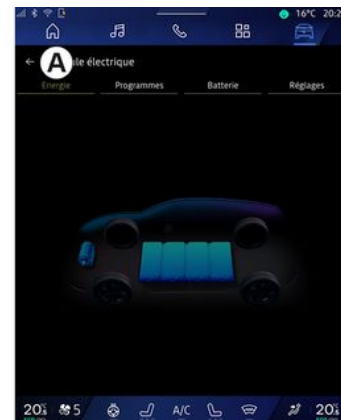 16°C 20:2
A
ule électrique
Energie Programmes Batterie Réglages
20 5 A/C 20